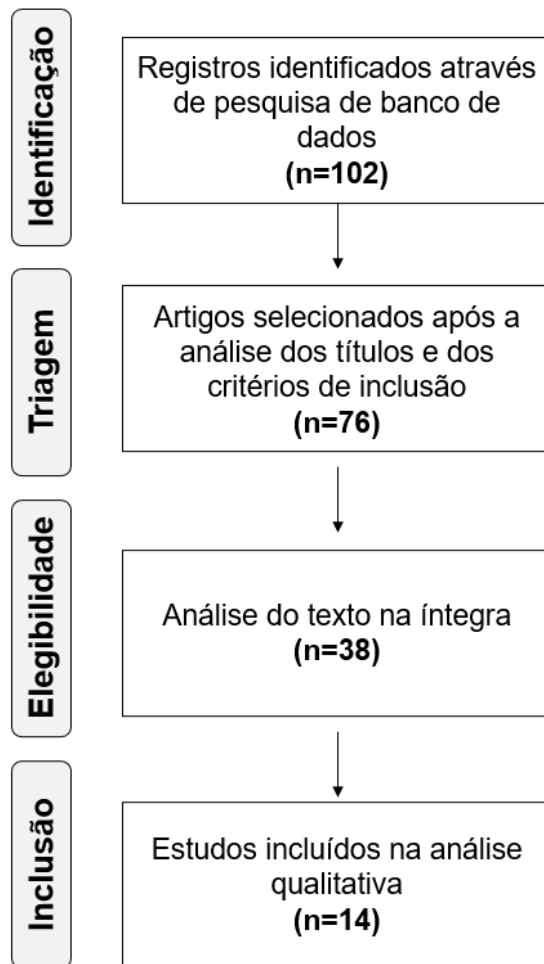 Identificação
Registros identificados através
de pesquisa de banco de
dados
(n=102)
Triagem
Artigos selecionados após a
análise dos títulos e dos
critérios de inclusão
(n=76)
Elegibilidade
Análise do texto na íntegra
(n=38)
Inclusão
Estudos incluídos na análise
qualitativa
(n=14)